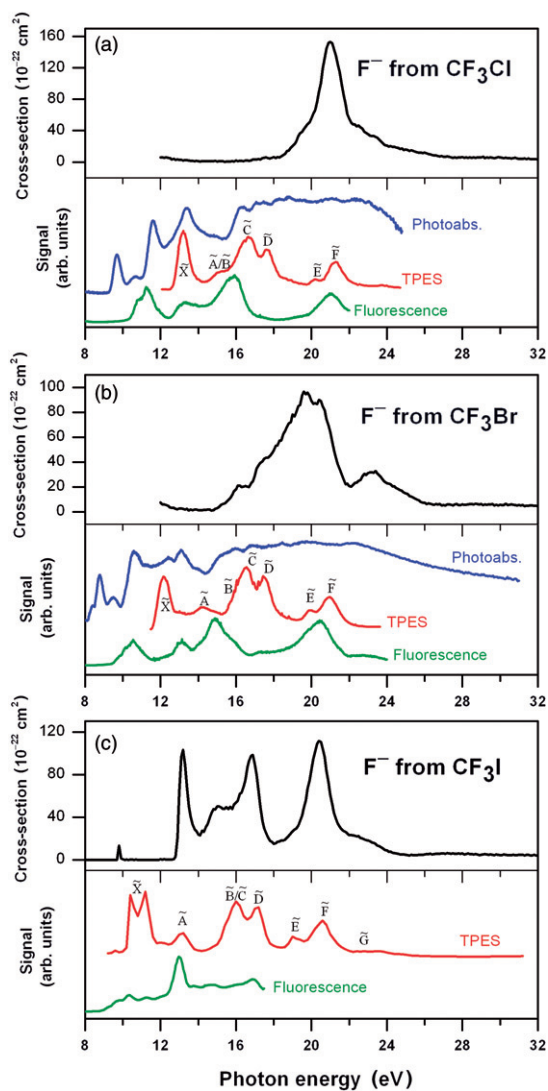 (a)
F⁻ from CF₃Cl
Cross-section (10⁻²² cm²)
160
120
80
40
0
Signal
(arb. units)
Photoabs.
X̃
Ã/B̃
C̃
D̃
Ẽ
F̃
TPES
Fluorescence
8 12 16 20 24 28 32
(b)
F⁻ from CF₃Br
Cross-section (10⁻²² cm²)
100
80
60
40
20
0
Signal
(arb. units)
Photoabs.
X̃
Ã
B̃
C̃
D̃
Ẽ
F̃
TPES
Fluorescence
8 12 16 20 24 28 32
(c)
F⁻ from CF₃I
Cross-section (10⁻²² cm²)
120
80
40
0
Signal
(arb. units)
X̃
Ã
B̃/C̃
D̃
Ẽ
F̃
G̃
TPES
Fluorescence
8 12 16 20 24 28 32
Photon energy (eV)